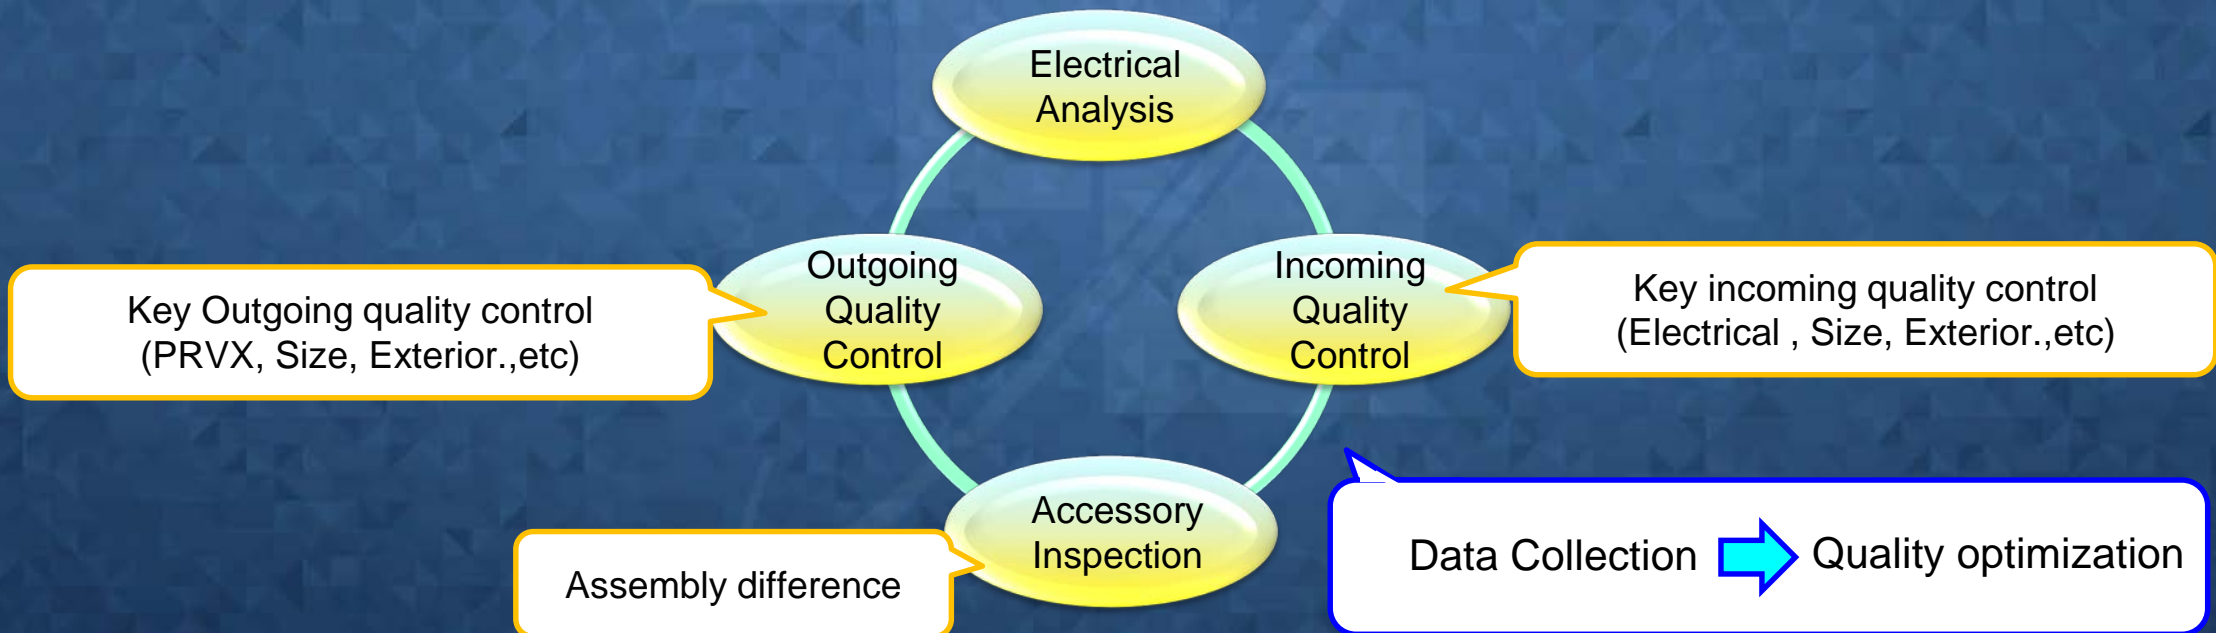 Electrical
Analysis
Outgoing
Quality
Control
Incoming
Quality
Control
Key Outgoing quality control
(PRVX, Size, Exterior.,etc)
Key incoming quality control
(Electrical , Size, Exterior.,etc)
Accessory
Inspection
Assembly difference
Data Collection
Quality optimization